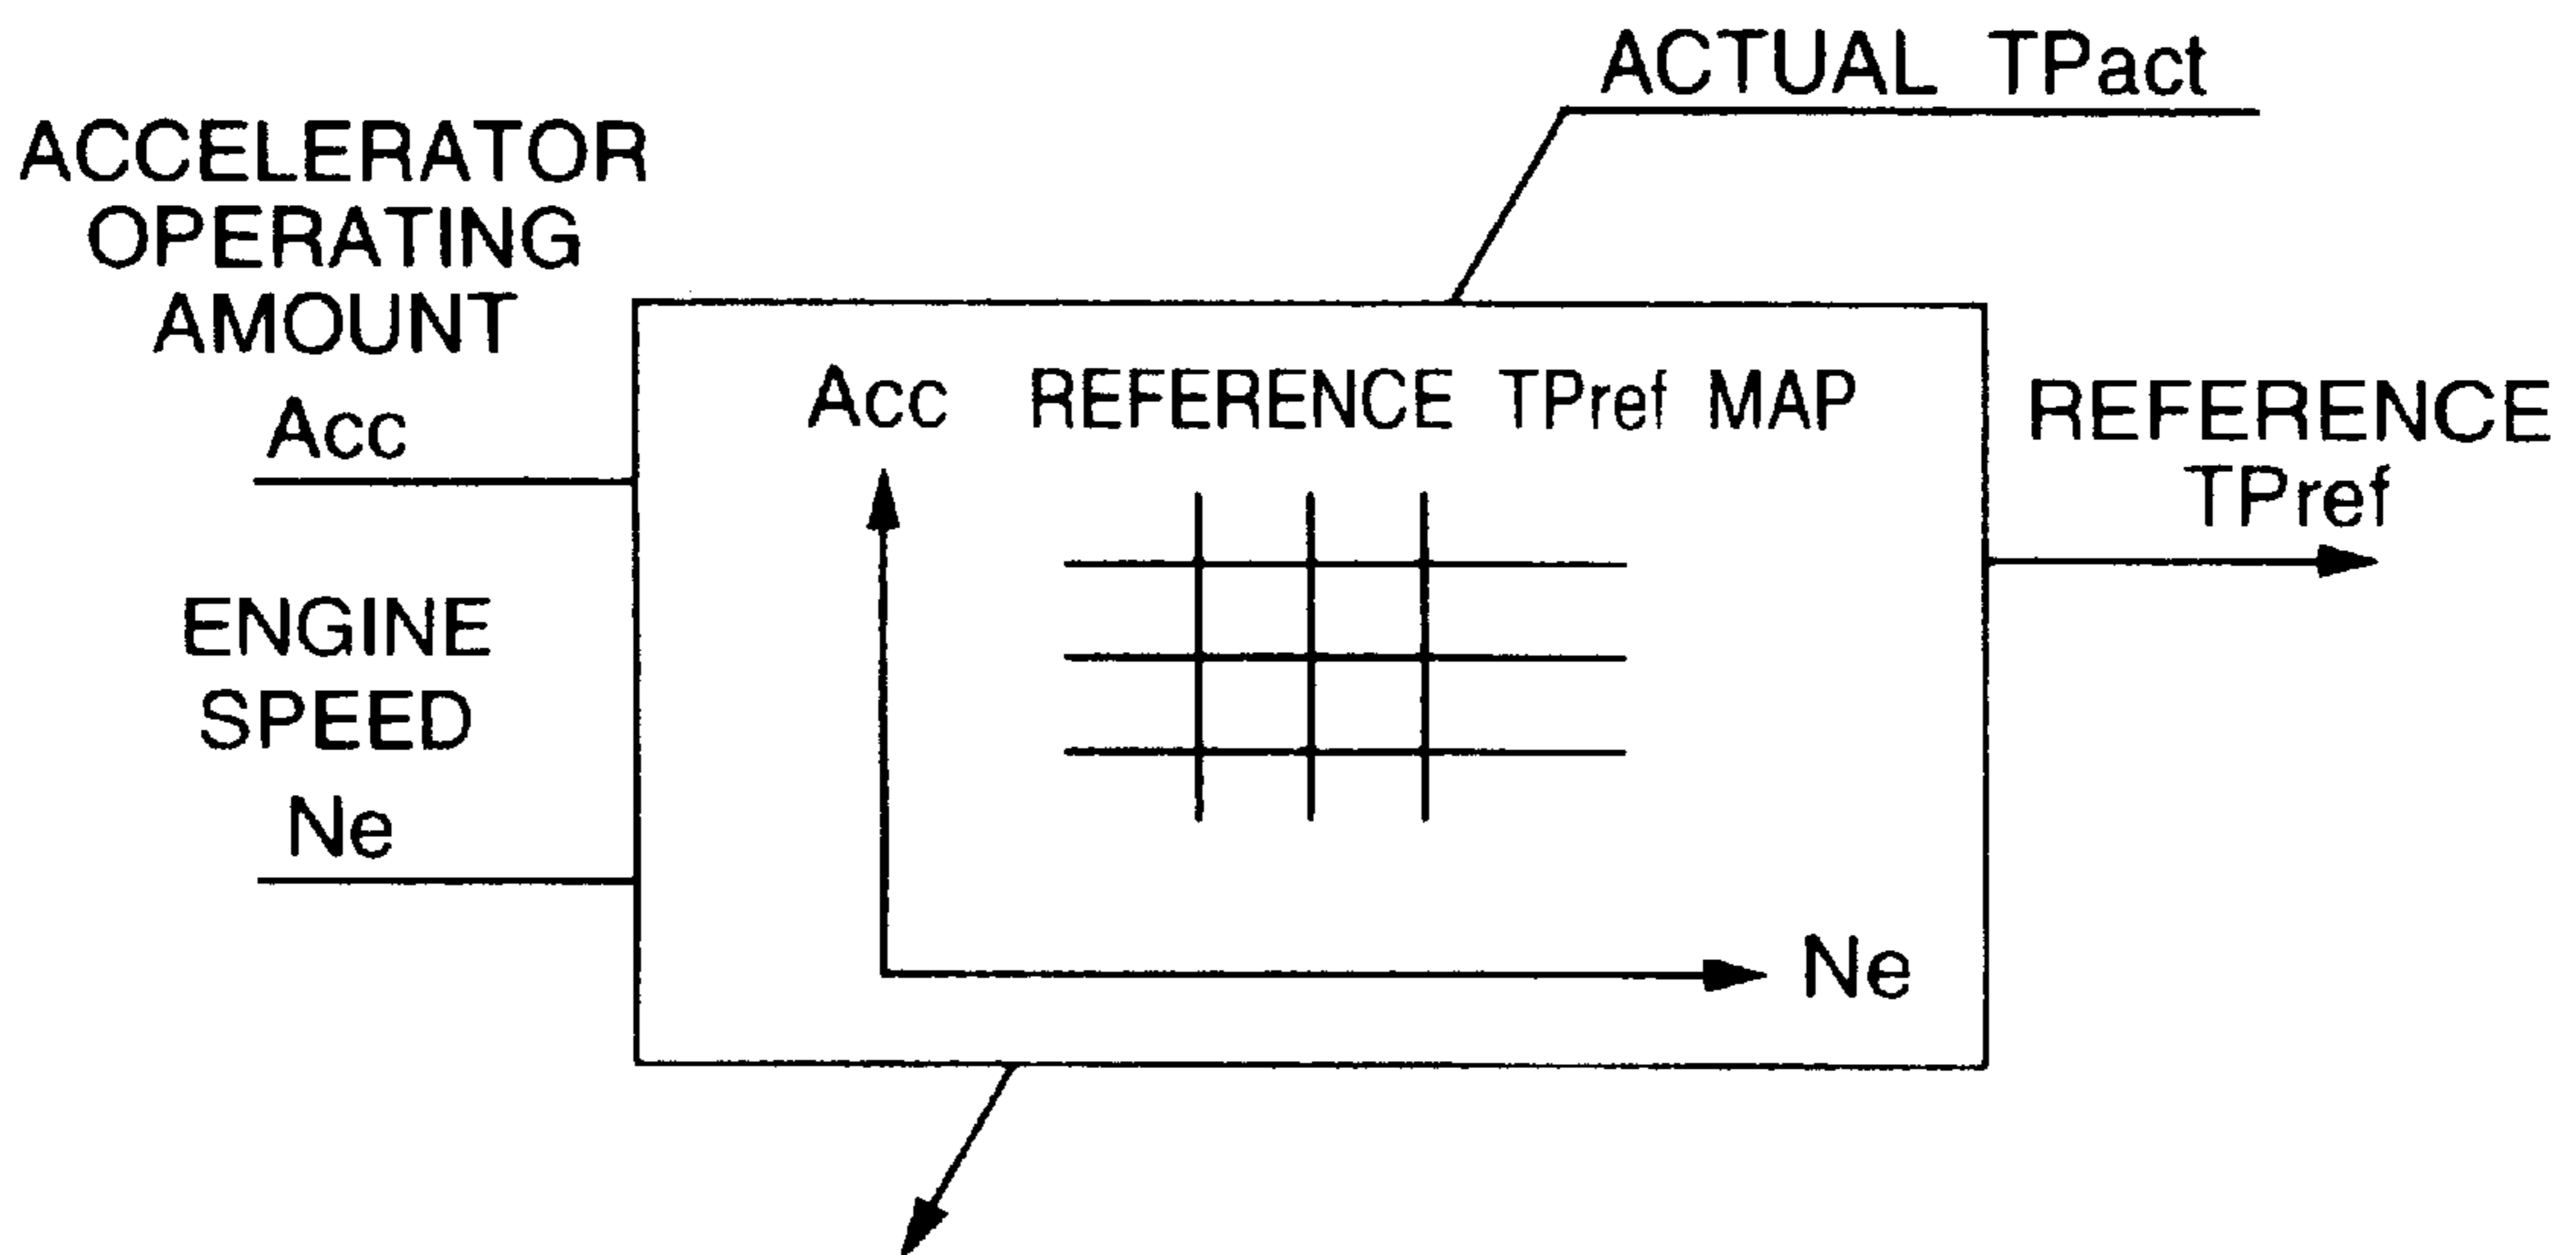 ACTUAL TPact
ACCELERATOR
OPERATING
AMOUNT
Acc
ENGINE
SPEED
Ne
Acc REFERENCE TPref MAP
Ne
REFERENCE
TPref